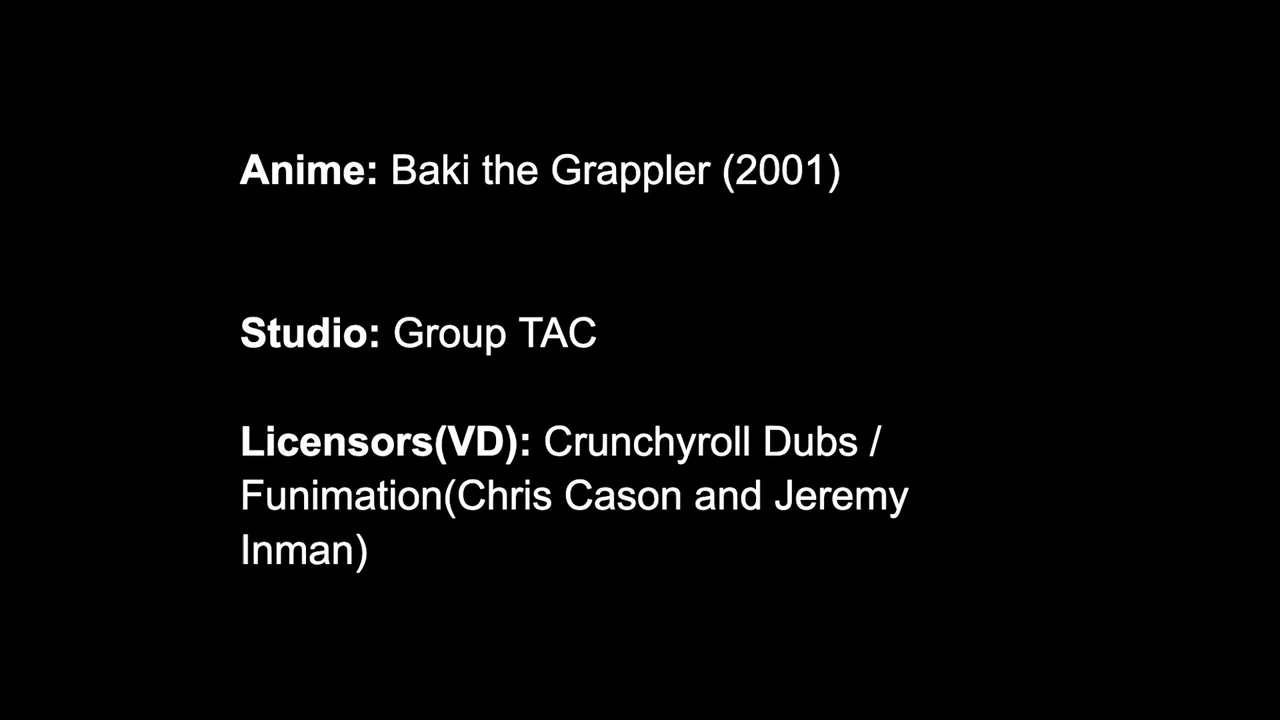 Anime: Baki the Grappler (2001)
Studio: Group TAC
Licensors(VD): Crunchyroll Dubs /
Funimation(Chris Cason and Jeremy
Inman)